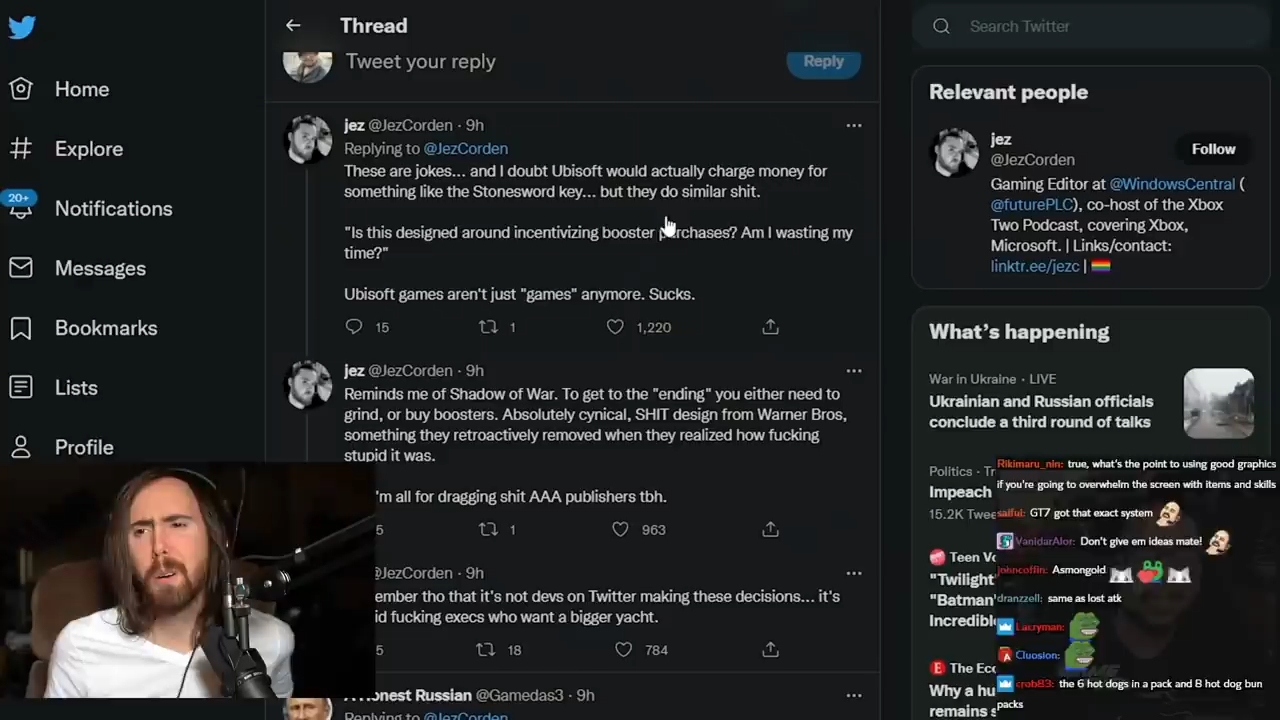 Home
Explore
20+
Notifications
Messages
Bookmarks
Lists
Profile
Thread
Tweet your reply
Reply
jez @JezCorden · 9h
Replying to @JezCorden
These are jokes... and I doubt Ubisoft would actually charge money for
something like the Stonesword key... but they do similar shit.
"Is this designed around incentivizing booster purchases? Am I wasting my
time?"
Ubisoft games aren't just "games" anymore. Sucks.
15 1 1,220
jez @JezCorden · 9h
Reminds me of Shadow of War. To get to the "ending" you either need to
grind, or buy boosters. Absolutely cynical, SHIT design from Warner Bros,
something they retroactively removed when they realized how fucking
stupid it was.
'm all for dragging shit AAA publishers tbh.
5 1 963
@JezCorden · 9h
ember tho that it's not devs on Twitter making these decisions... it's
id fucking execs who want a bigger yacht.
5 18 784
Honest Russian @Gamedas3 · 9h
Replying to @JezCorden
Search Twitter
Relevant people
jez
@JezCorden
Follow
Gaming Editor at @WindowsCentral (
@futurePLC), co-host of the Xbox
Two Podcast, covering Xbox,
Microsoft. | Links/contact:
linktr.ee/jezc |
What's happening
War in Ukraine · LIVE
Ukrainian and Russian officials
conclude a third round of talks
Politics · Tr
Impeach
15.2K Twee
Teen Vo
"Twilight"
"Batman"
Incredibl
E The Eco
Why a hu
remains s
Rikimaru_nin: true, what's the point to using good graphics
if you're going to overwhelm the screen with items and skills
saiful: GT7 got that exact system
VanidarAlor: Don't give em ideas mate!
johncoffin: Asmongold
dranzzell: same as lost atk
Lacryman:
Cluosion:
crob83: the 6 hot dogs in a pack and 8 hot dog bun
packs